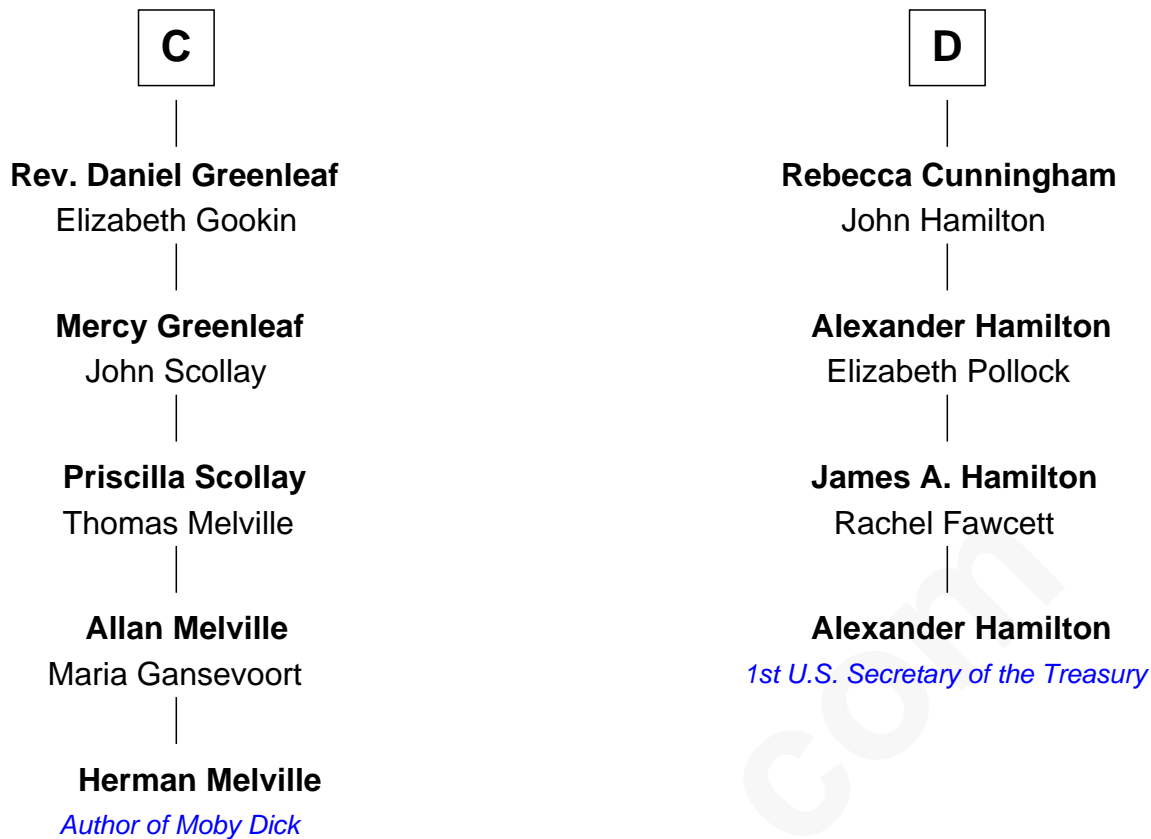 C
Rev. Daniel Greenleaf
Elizabeth Gookin
Mercy Greenleaf
John Scollay
Priscilla Scollay
Thomas Melville
Allan Melville
Maria Gansevoort
Herman Melville
Author of Moby Dick
D
Rebecca Cunningham
John Hamilton
Alexander Hamilton
Elizabeth Pollock
James A. Hamilton
Rachel Fawcett
Alexander Hamilton
1st U.S. Secretary of the Treasury
com